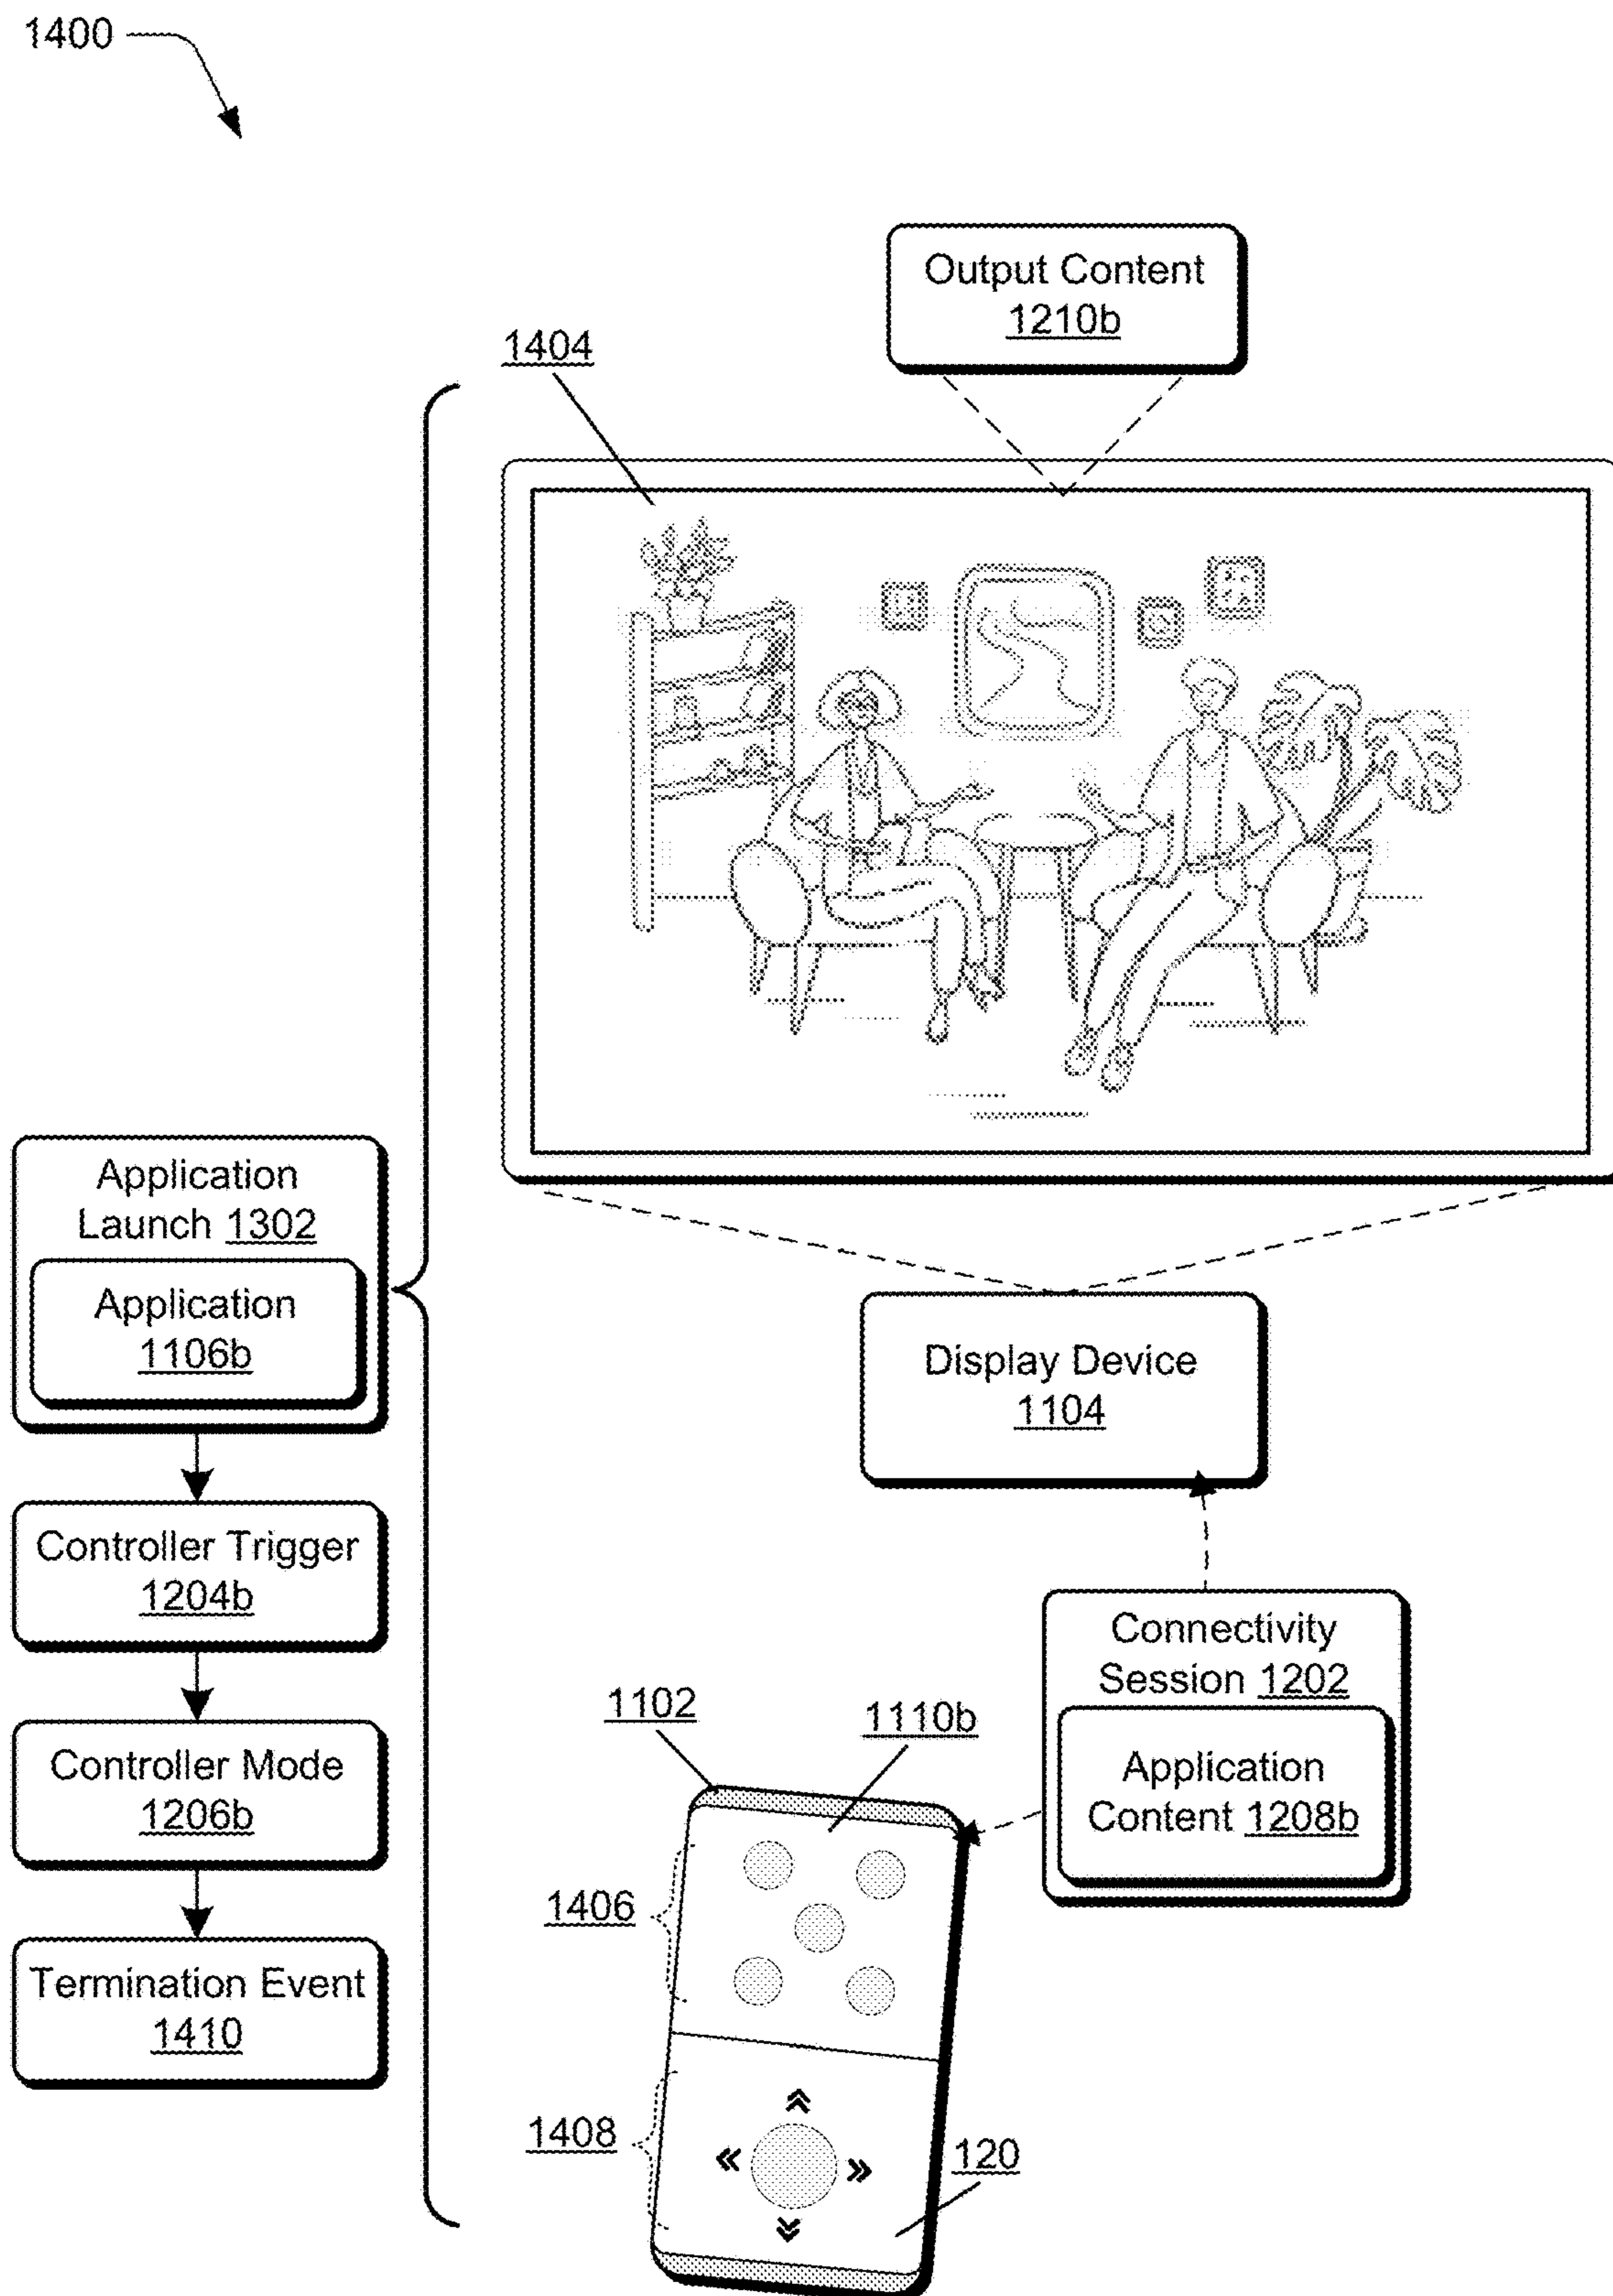 1400
Output Content
1210b
1404
Application
Launch 1302
Application
1106b
Display Device
1104
Controller Trigger
1204b
Connectivity
Session 1202
Application
Content 1208b
1102
1110b
Controller Mode
1206b
1406
Termination Event
1410
1408
120